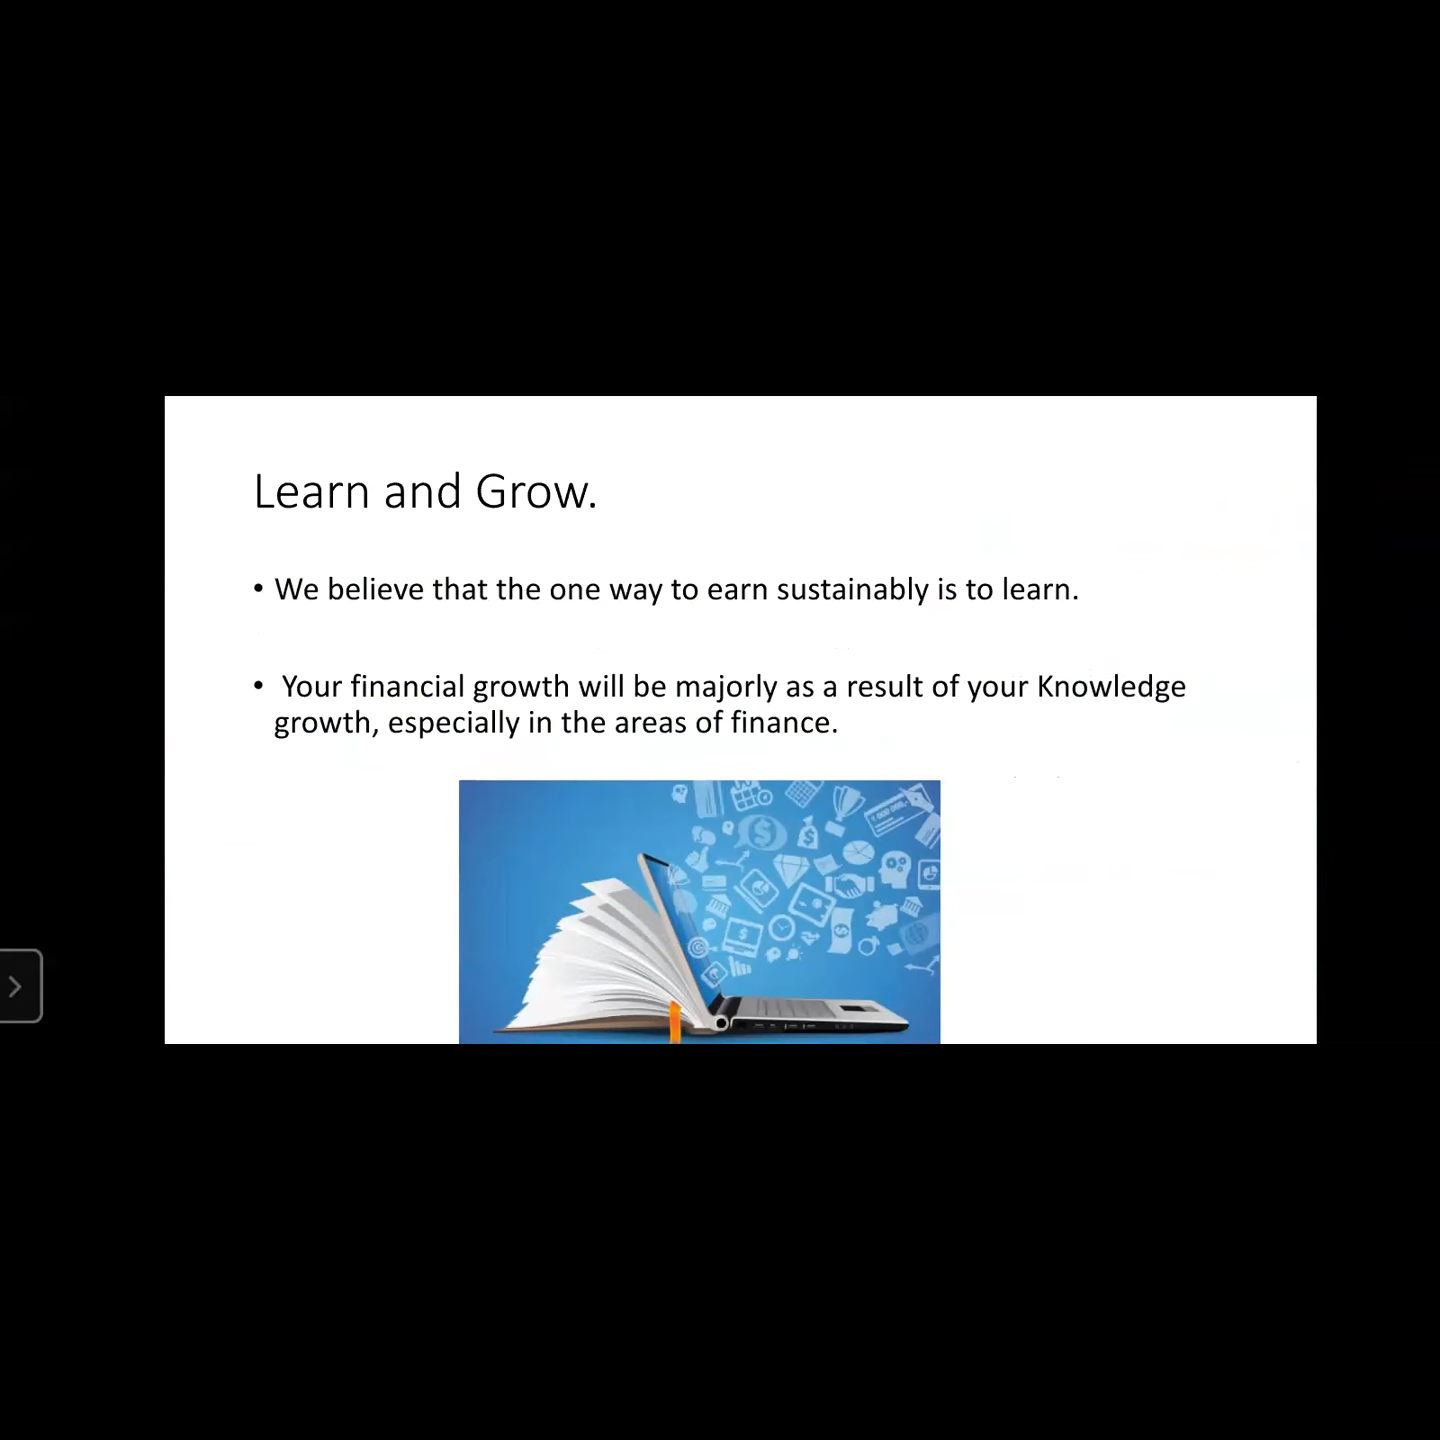 Learn and Grow.
• We believe that the one way to earn sustainably is to learn.
• Your financial growth will be majorly as a result of your Knowledge
growth, especially in the areas of finance.